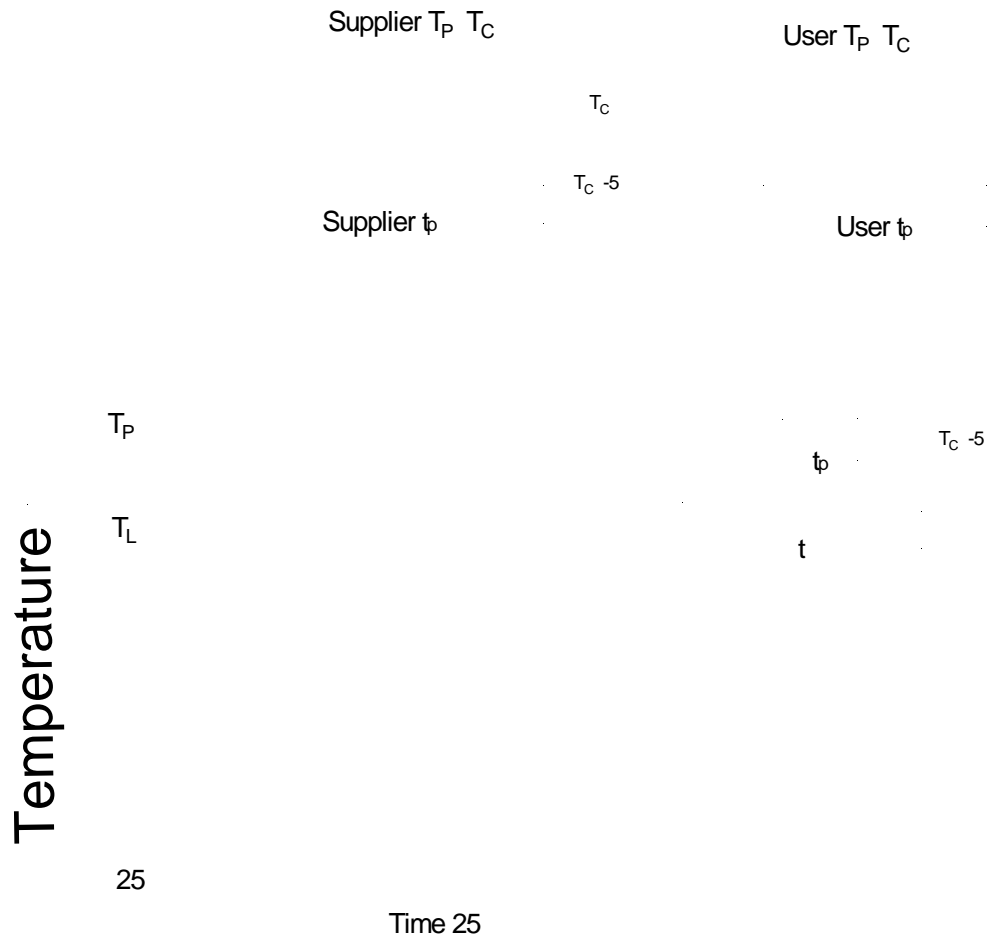 Supplier TP TC
User TP TC
TC
TC -5
Supplier tp
User tp
TP
TC -5
tp
TL
t
Temperature
25
Time 25